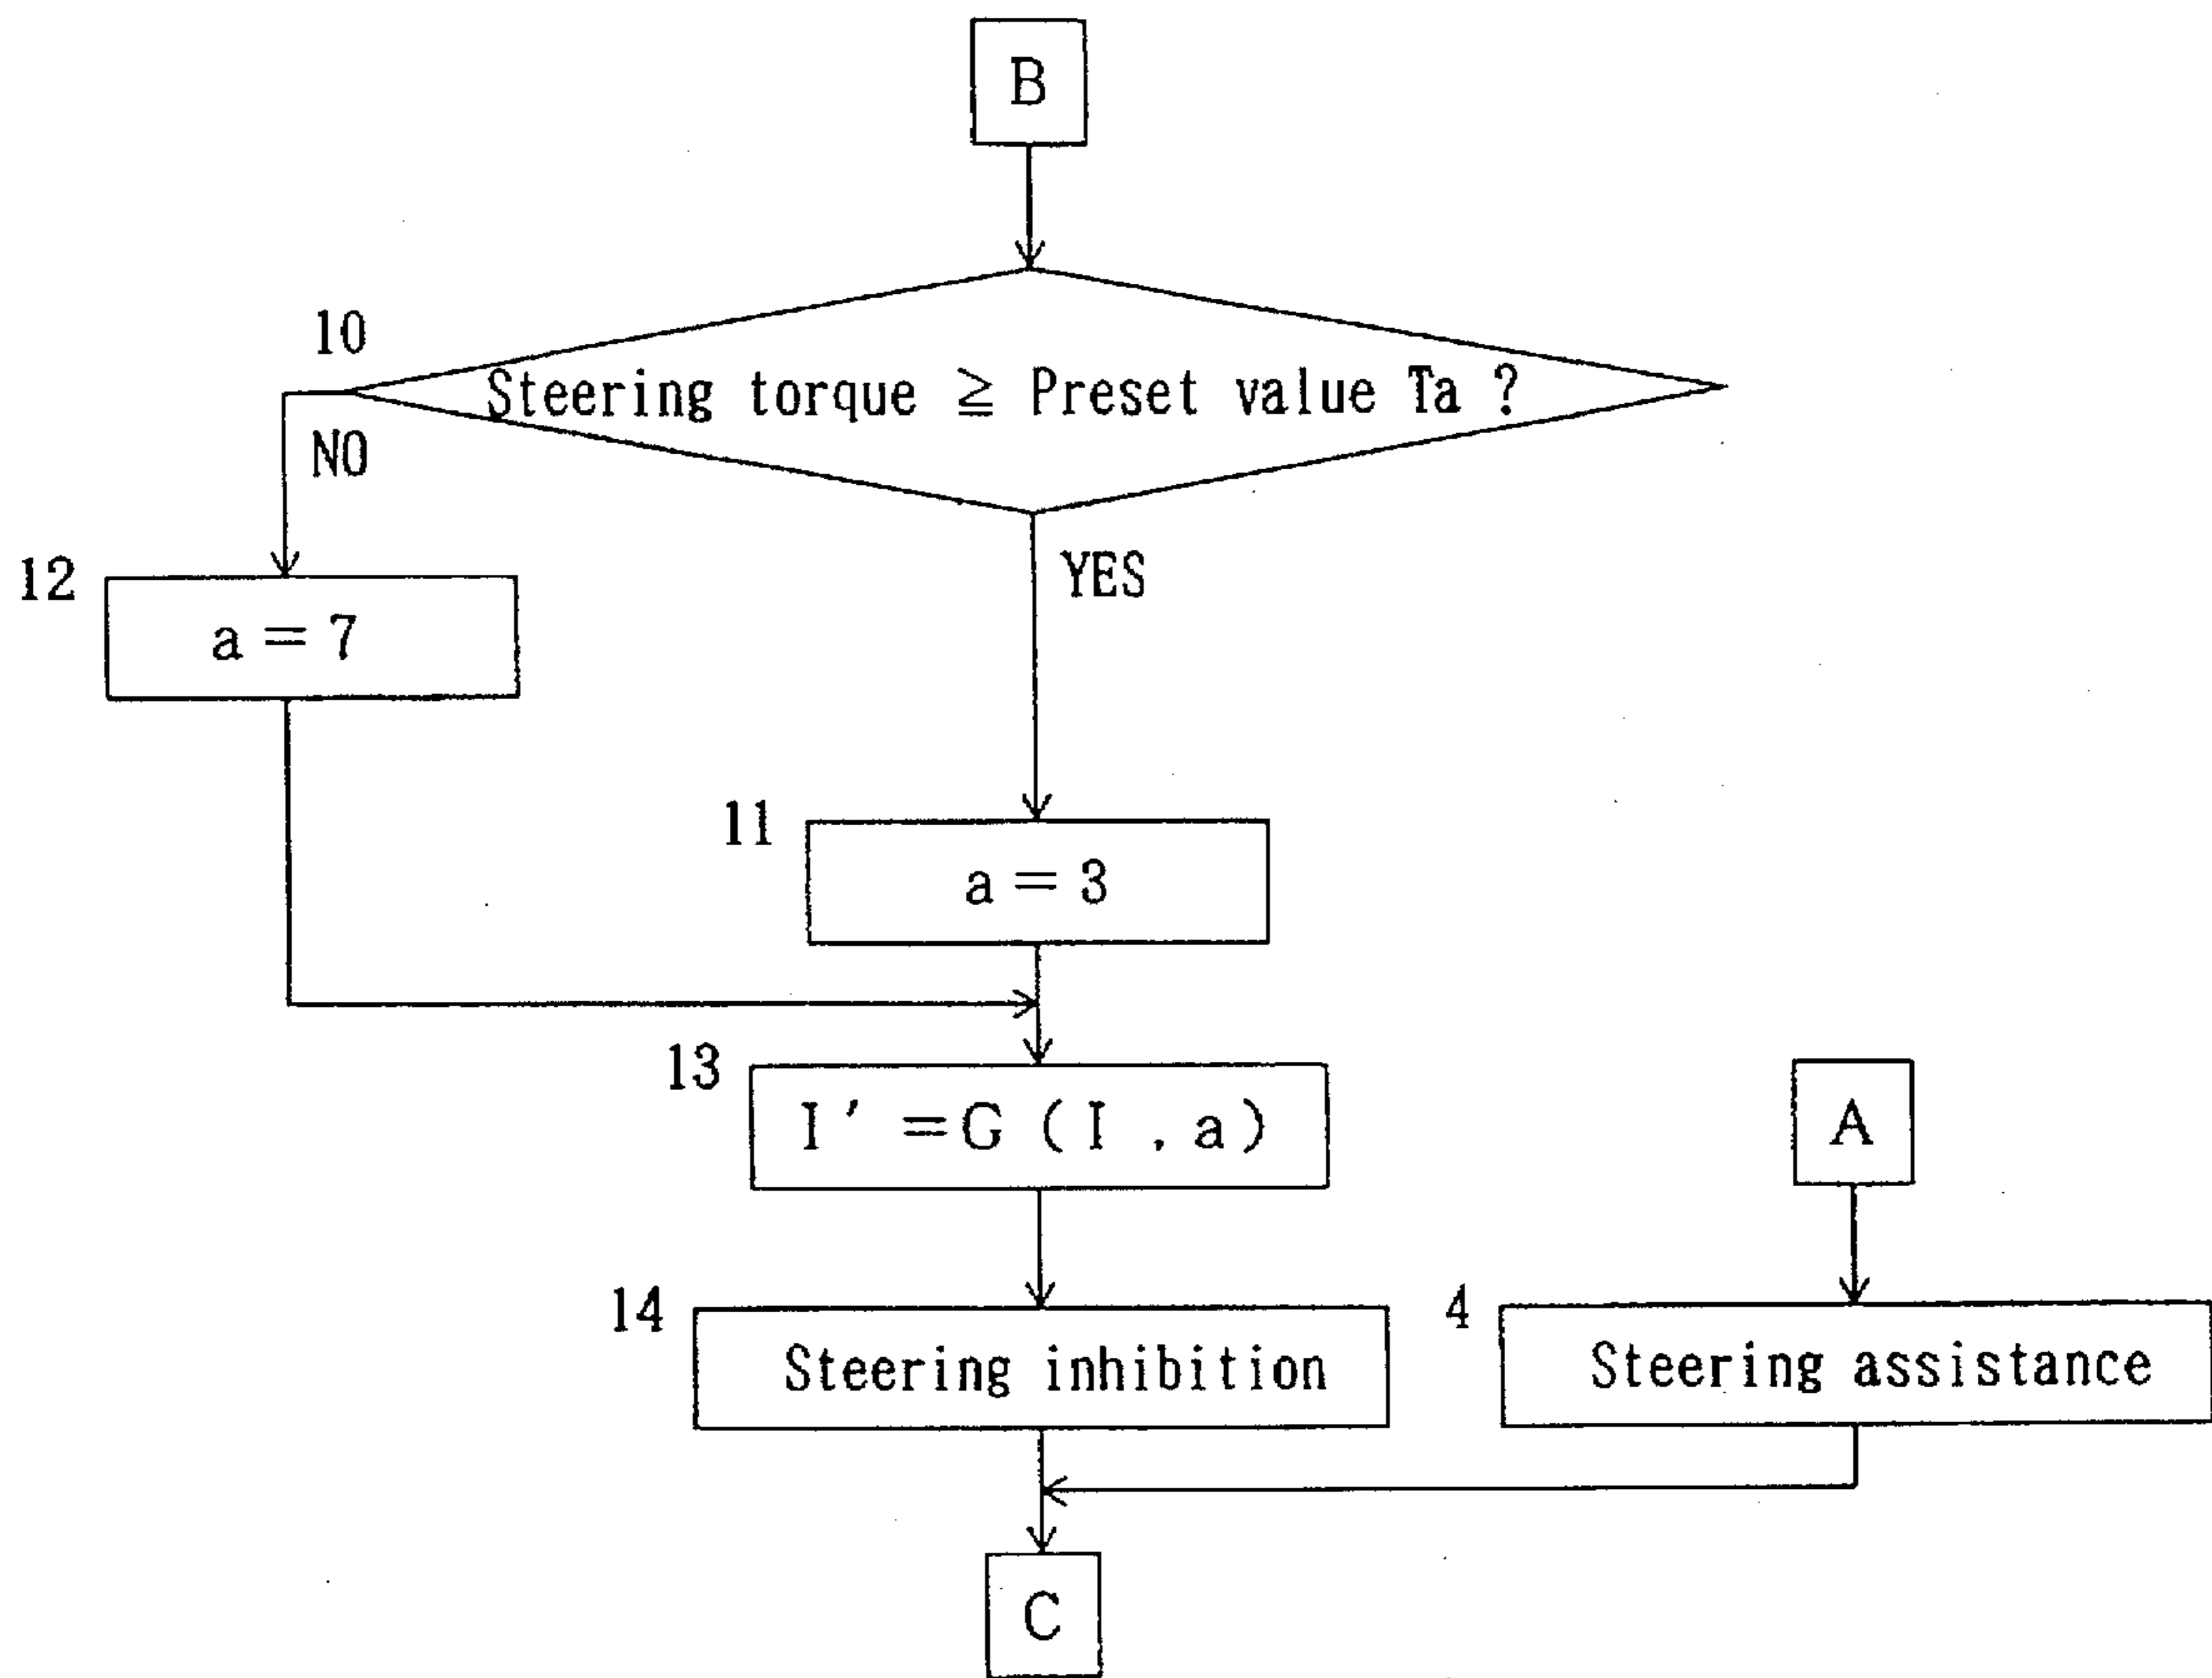 B
10
Steering torque ≧ Preset value Ta ?
NO
YES
12
a = 7
11
a = 3
13
I ' = G ( I , a )
A
14
Steering inhibition
4
Steering assistance
C